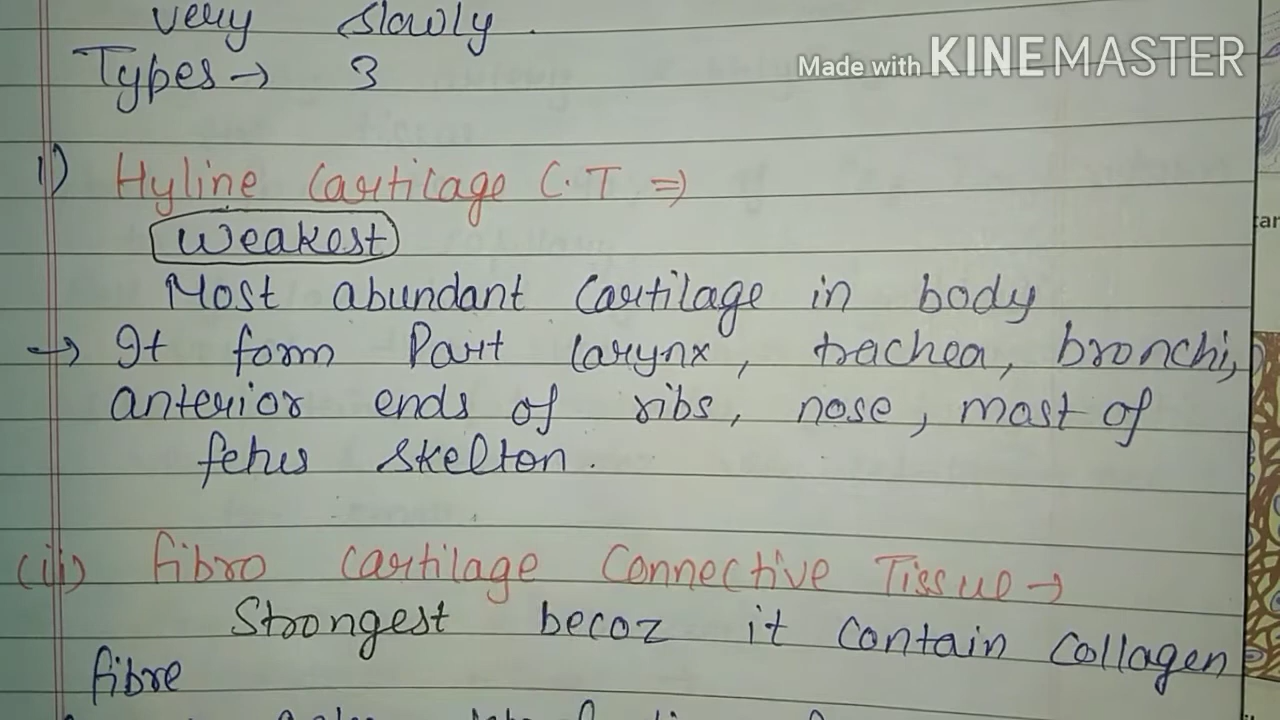 very slowly.
Types → 3
Made with KINEMASTER
1) Hyline Cartilage C.T ⇒
Weakest
Most abundant Cartilage in body
→ It form Part larynx, trachea, bronchi,
anterior ends of ribs, nose, most of
fetus skelton.
(ii) fibro cartilage Connective Tissue →
Strongest becoz it contain Collagen
fibre